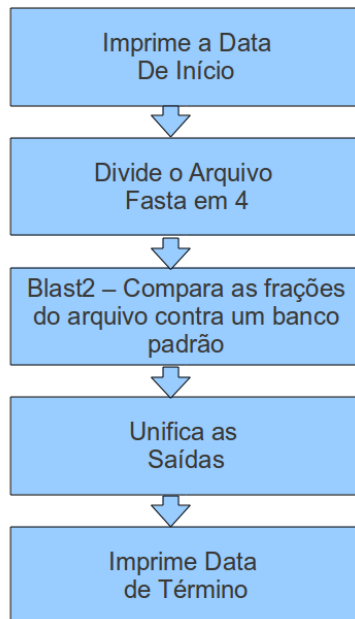 Imprime a Data
De Início
Divide o Arquivo
Fasta em 4
Blast2 – Compara as frações
do arquivo contra um banco
padrão
Unifica as
Saídas
Imprime Data
de Término